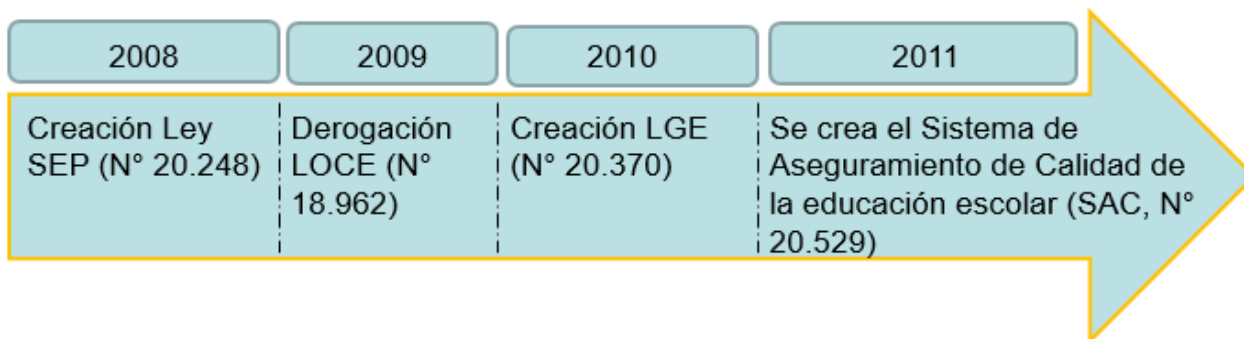 2008
2009
2010
2011
Creación Ley
SEP (N° 20.248)
Derogación
LOCE (N°
18.962)
Creación LGE
(N° 20.370)
Se crea el Sistema de
Aseguramiento de Calidad de
la educación escolar (SAC, N°
20.529)